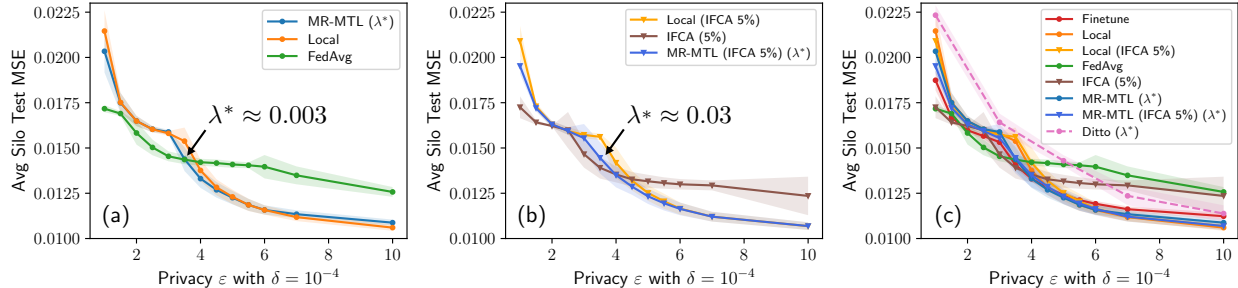 Avg Silo Test MSE
0.0225
0.0200
0.0175
0.0150
0.0125
0.0100
MR-MTL (λ*)
Local
FedAvg
λ* ≈ 0.003
(a)
2 4 6 8 10
Privacy ε with δ = 10⁻⁴
Avg Silo Test MSE
0.0225
0.0200
0.0175
0.0150
0.0125
0.0100
Local (IFCA 5%)
IFCA (5%)
MR-MTL (IFCA 5%) (λ*)
λ* ≈ 0.03
(b)
2 4 6 8 10
Privacy ε with δ = 10⁻⁴
Avg Silo Test MSE
0.0225
0.0200
0.0175
0.0150
0.0125
0.0100
Finetune
Local
Local (IFCA 5%)
FedAvg
IFCA (5%)
MR-MTL (λ*)
MR-MTL (IFCA 5%) (λ*)
Ditto (λ*)
(c)
2 4 6 8 10
Privacy ε with δ = 10⁻⁴